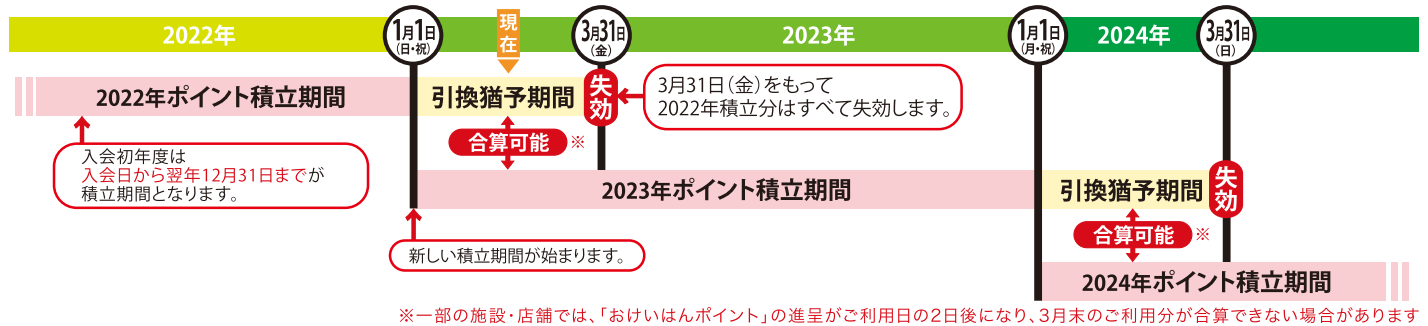 2022年
1月1日
(日・祝)
現在
3月31日
(金)
2023年
1月1日
(月・祝)
2024年
3月31日
(日)
2022年ポイント積立期間
引換猶予期間
失効
3月31日(金)をもって
2022年積立分はすべて失効します。
合算可能 ※
入会初年度は
入会日から翌年12月31日までが
積立期間となります。
2023年ポイント積立期間
引換猶予期間
失効
新しい積立期間が始まります。
合算可能 ※
2024年ポイント積立期間
※一部の施設・店舗では、「おけいはんポイント」の進呈がご利用日の2日後になり、3月末のご利用分が合算できない場合があります